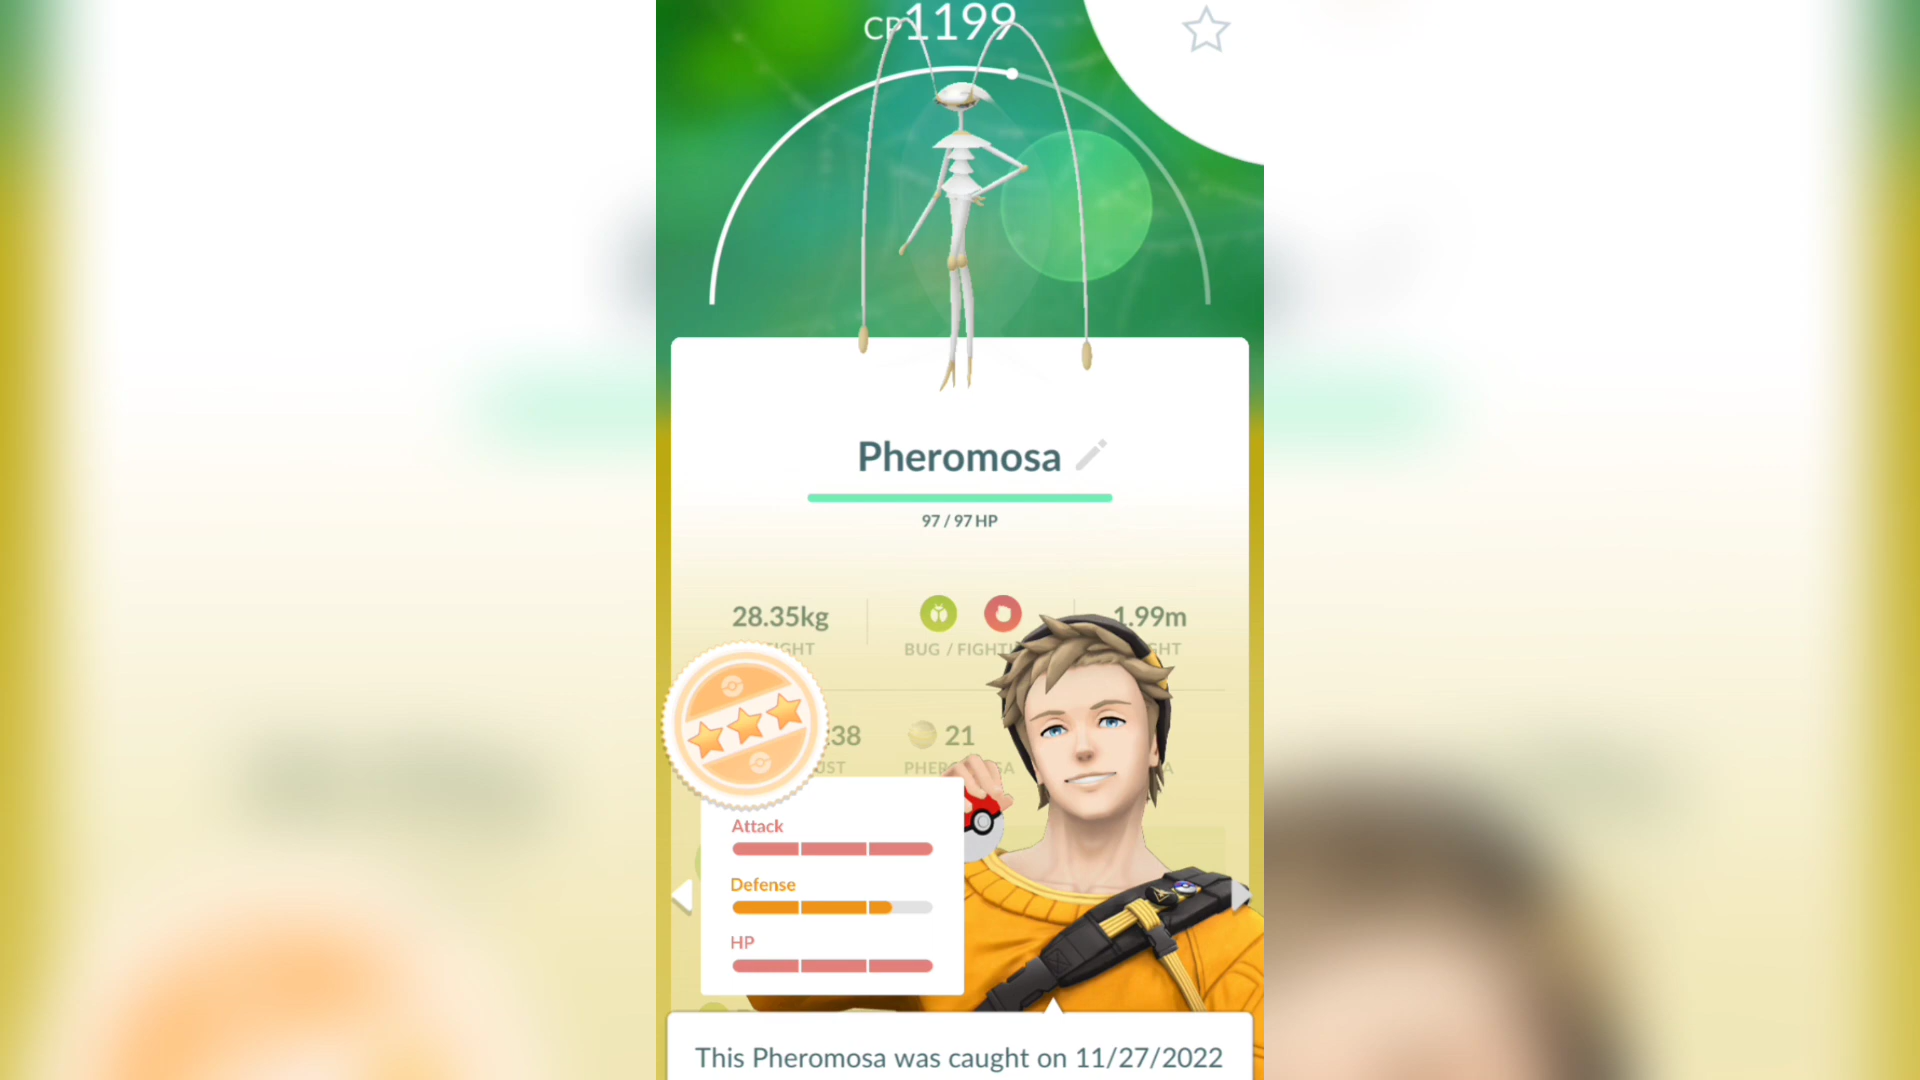 CP1199
Pheromosa
97 / 97 HP
28.35kg
1.99m
BUG /
38
21
Attack
Defense
HP
This Pheromosa was caught on 11/27/2022